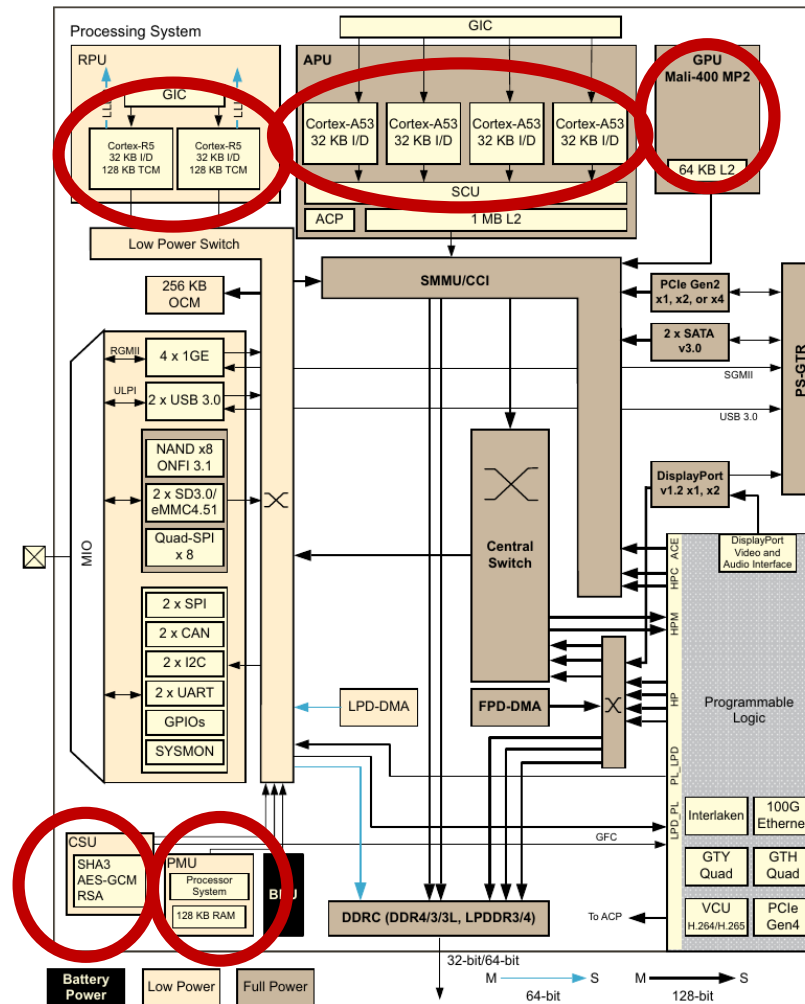 Processing System
RPU
GIC
LL
LL
Cortex-R5
32 KB I/D
128 KB TCM
Cortex-R5
32 KB I/D
128 KB TCM
GIC
APU
Cortex-A53
32 KB I/D
Cortex-A53
32 KB I/D
Cortex-A53
32 KB I/D
Cortex-A53
32 KB I/D
SCU
ACP
1 MB L2
GPU
Mali-400 MP2
64 KB L2
Low Power Switch
256 KB
OCM
SMMU/CCI
PCIe Gen2
x1, x2, or x4
2 x SATA
v3.0
PS-GTR
RGMII
4 x 1GE
SGMII
ULPI
2 x USB 3.0
USB 3.0
NAND x8
ONFI 3.1
2 x SD3.0/
eMMC4.51
Quad-SPI
x 8
MIO
Central
Switch
DisplayPort
v1.2 x1, x2
DisplayPort
Video and
Audio Interface
ACE
HPC
HPM
HP
PL_LPD
LPD_PL
2 x SPI
2 x CAN
2 x I2C
2 x UART
GPIOs
SYSMON
LPD-DMA
FPD-DMA
Programmable
Logic
Interlaken
100G
Etherne
GTY
Quad
GTH
Quad
VCU
H.264/H.265
PCIe
Gen4
GFC
CSU
SHA3
AES-GCM
RSA
PMU
Processor
System
128 KB RAM
DDRC (DDR4/3/3L, LPDDR3/4)
To ACP
32-bit/64-bit
Battery
Power
Low Power
Full Power
M
S
64-bit
M
S
128-bit